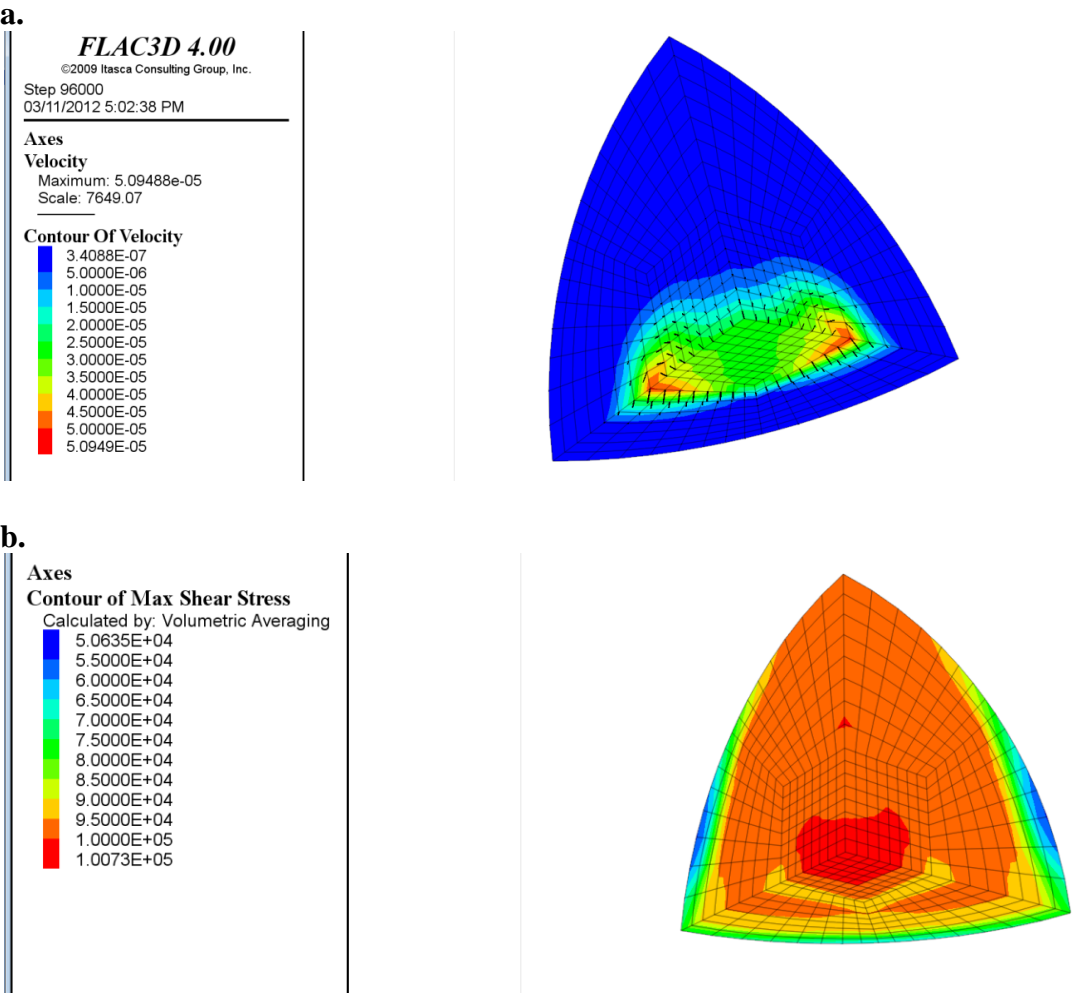 a.
FLAC3D 4.00
©2009 Itasca Consulting Group, Inc.
Step 96000
03/11/2012 5:02:38 PM
Axes
Velocity
Maximum: 5.09488e-05
Scale: 7649.07
Contour Of Velocity
3.4088E-07
5.0000E-06
1.0000E-05
1.5000E-05
2.0000E-05
2.5000E-05
3.0000E-05
3.5000E-05
4.0000E-05
4.5000E-05
5.0000E-05
5.0949E-05
b.
Axes
Contour of Max Shear Stress
Calculated by: Volumetric Averaging
5.0635E+04
5.5000E+04
6.0000E+04
6.5000E+04
7.0000E+04
7.5000E+04
8.0000E+04
8.5000E+04
9.0000E+04
9.5000E+04
1.0000E+05
1.0073E+05